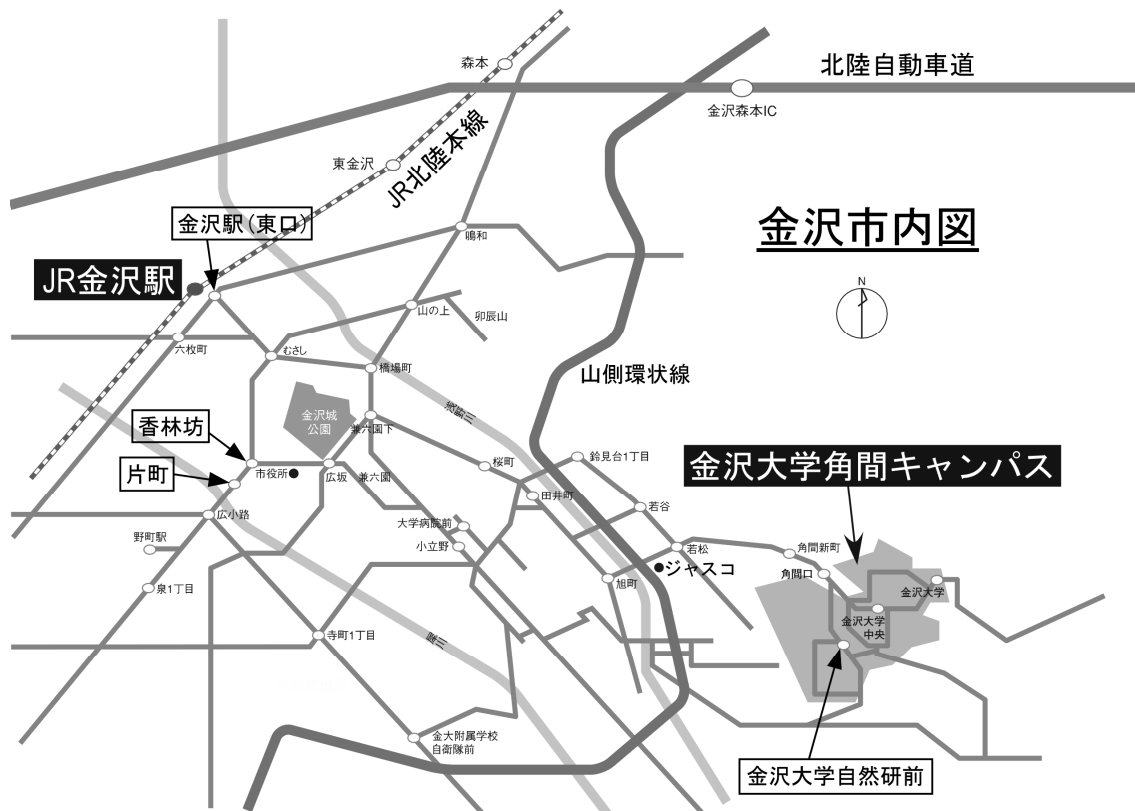 北陸自動車道
森本
金沢森本IC
JR北陸本線
東金沢
金沢駅（東口）
鳴和
金沢市内図
JR金沢駅
N
山の上
卯辰山
六枚町
むさし
橋場町
山側環状線
浅野川
金沢城
公園
兼六園下
香林坊
市役所
広坂
兼六園
桜町
鈴見台1丁目
金沢大学角間キャンパス
片町
田井町
若谷
広小路
大学病院前
野町駅
小立野
若松
角間新町
ジャスコ
角間口
旭町
泉1丁目
金沢大学
金沢大学
中央
寺町1丁目
犀川
金大附属学校
自衛隊前
金沢大学自然研前